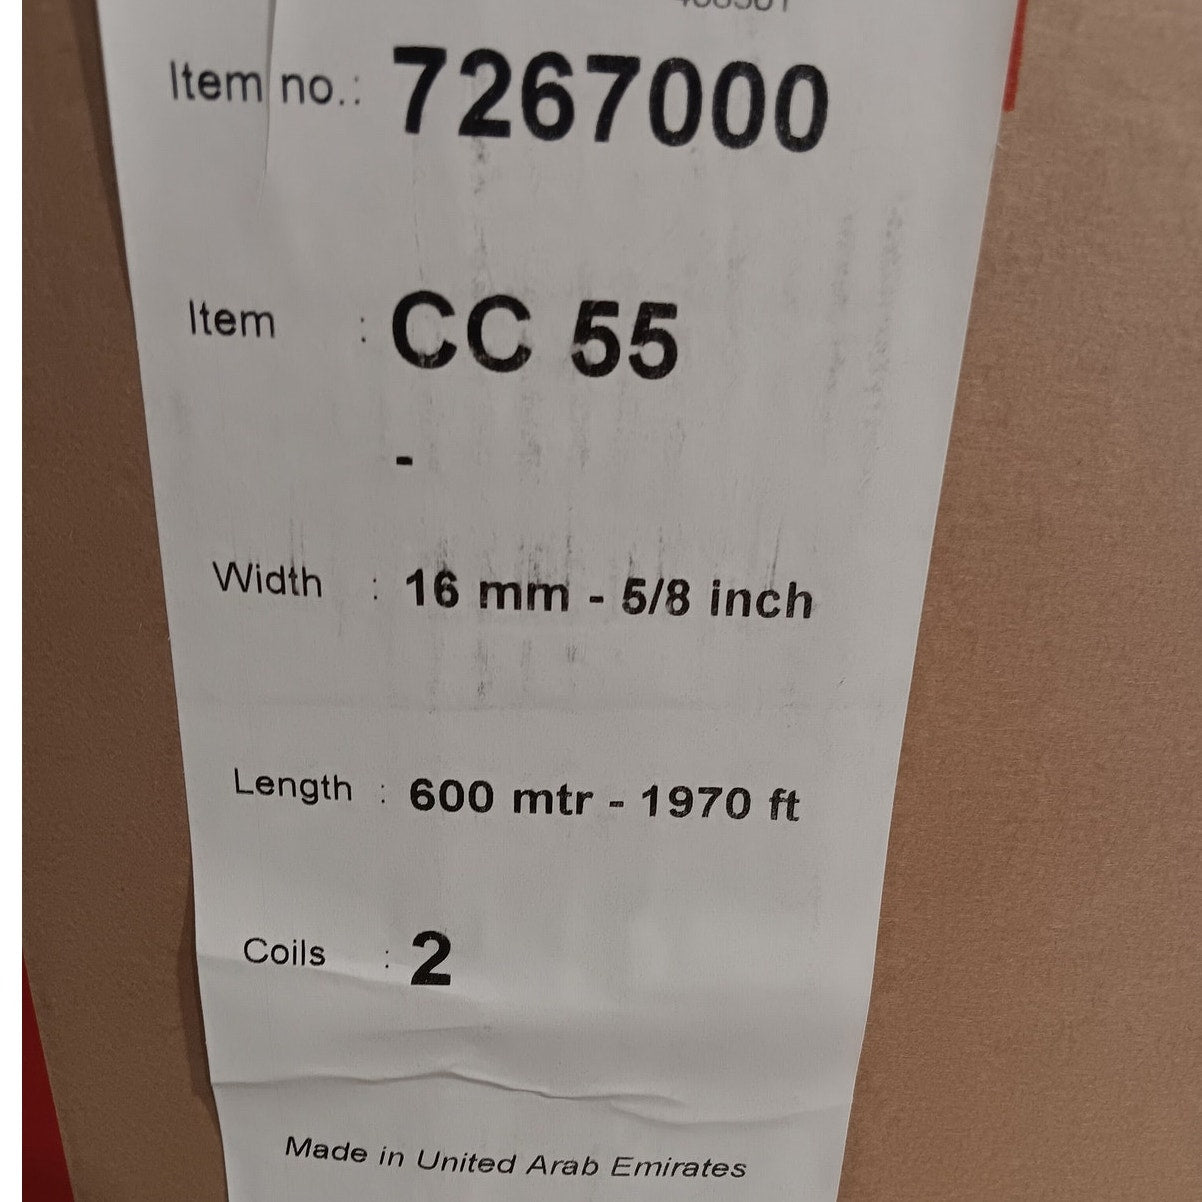 Item no.: 7267000
Item : CC 55
-
Width : 16 mm - 5/8 inch
Length : 600 mtr - 1970 ft
Coils : 2
Made in United Arab Emirates